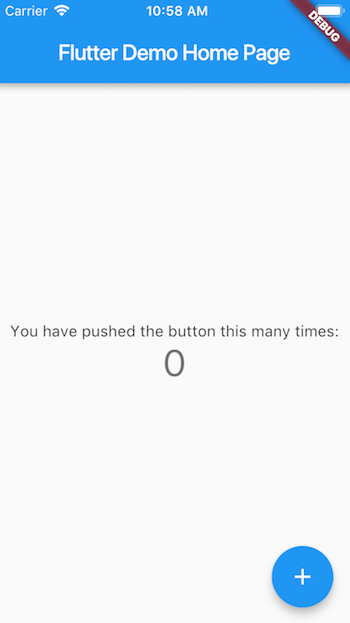 Carrier 10:58 AM
DEBUG
Flutter Demo Home Page
You have pushed the button this many times:
0
+